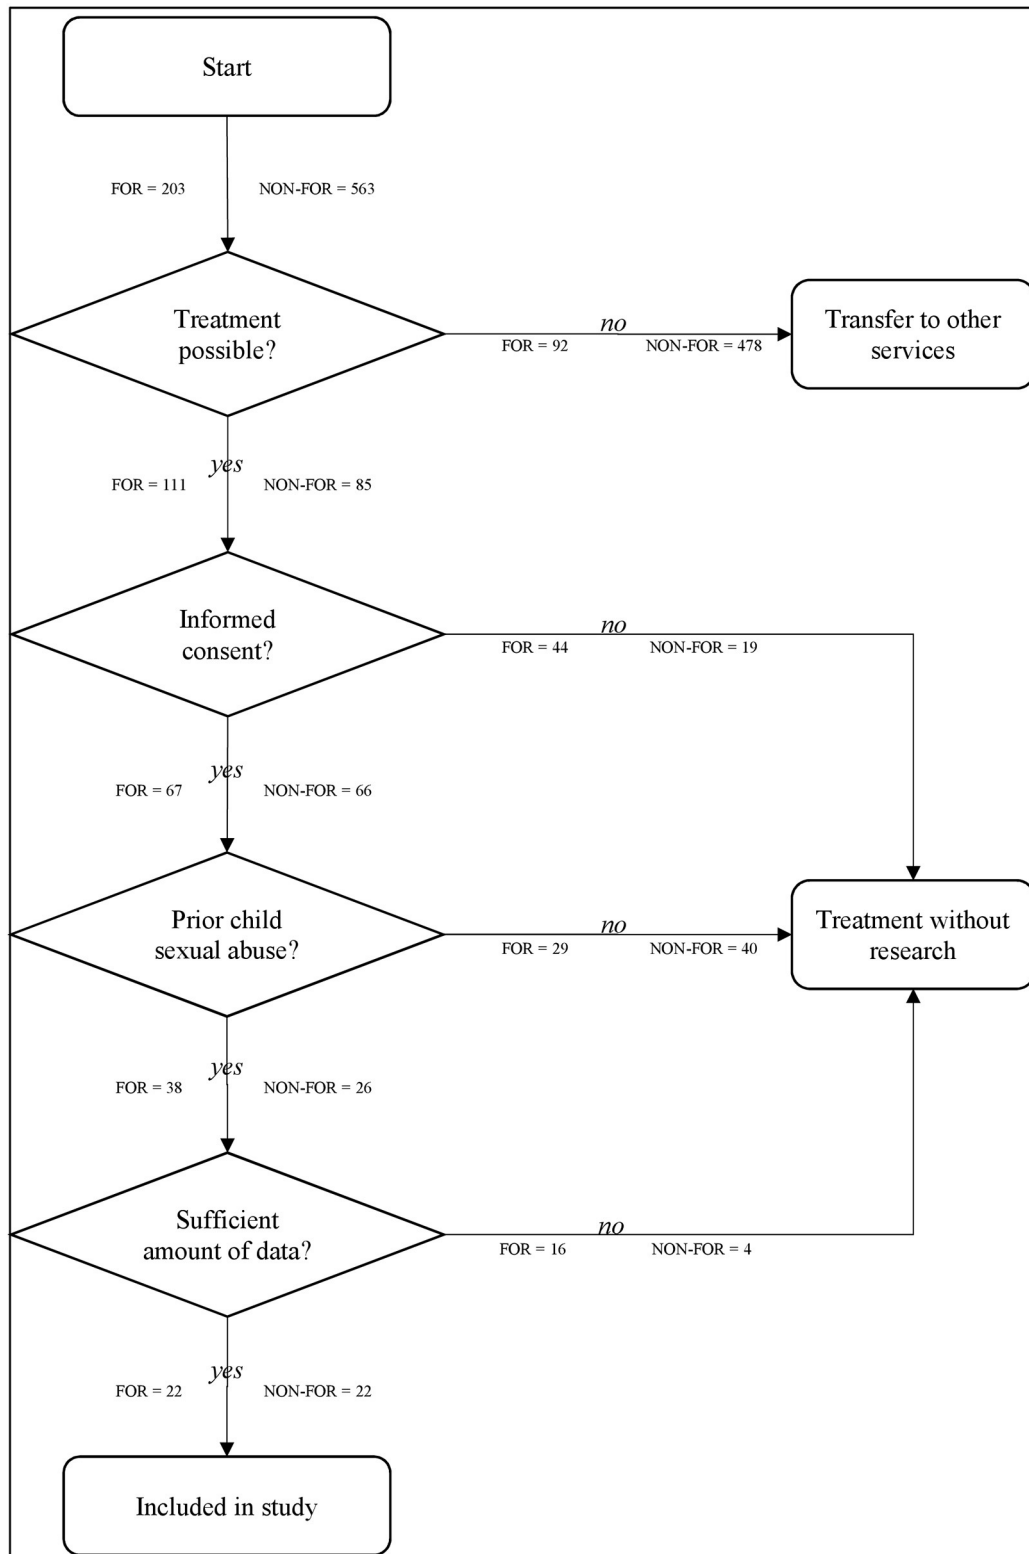 Start
FOR = 203 NON-FOR = 563
Treatment
possible?
no
FOR = 92 NON-FOR = 478
Transfer to other
services
yes
FOR = 111 NON-FOR = 85
Informed
consent?
no
FOR = 44 NON-FOR = 19
yes
FOR = 67 NON-FOR = 66
Prior child
sexual abuse?
no
FOR = 29 NON-FOR = 40
Treatment without
research
yes
FOR = 38 NON-FOR = 26
Sufficient
amount of data?
no
FOR = 16 NON-FOR = 4
yes
FOR = 22 NON-FOR = 22
Included in study